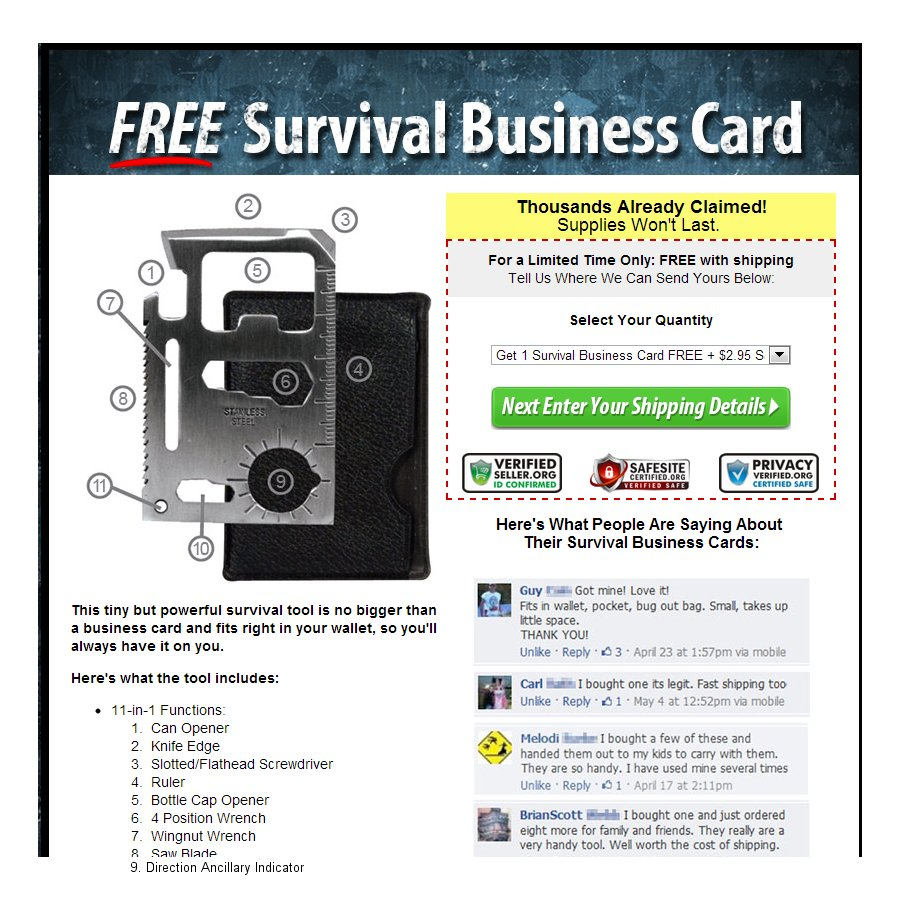 FREE Survival Business Card
2
3
1
5
7
6
4
8
STAINLESS
STEEL
9
11
10
Thousands Already Claimed!
Supplies Won't Last.
For a Limited Time Only: FREE with shipping
Tell Us Where We Can Send Yours Below:
Select Your Quantity
Get 1 Survival Business Card FREE + $2.95 S
Next Enter Your Shipping Details
VERIFIED
SELLER.ORG
ID CONFIRMED
SAFESITE
CERTIFIED.ORG
VERIFIED SAFE
PRIVACY
VERIFIED.ORG
CERTIFIED SAFE
Here's What People Are Saying About
Their Survival Business Cards:
Guy Got mine! Love it!
Fits in wallet, pocket, bug out bag. Small, takes up
little space.
THANK YOU!
Unlike · Reply · 3 · April 23 at 1:57pm via mobile
Carl I bought one its legit. Fast shipping too
Unlike · Reply · 1 · May 4 at 12:52pm via mobile
Melodi I bought a few of these and
handed them out to my kids to carry with them.
They are so handy. I have used mine several times
Unlike · Reply · 1 · April 17 at 2:11pm
BrianScott I bought one and just ordered
eight more for family and friends. They really are a
very handy tool. Well worth the cost of shipping.
This tiny but powerful survival tool is no bigger than
a business card and fits right in your wallet, so you'll
always have it on you.
Here's what the tool includes:
• 11-in-1 Functions:
1. Can Opener
2. Knife Edge
3. Slotted/Flathead Screwdriver
4. Ruler
5. Bottle Cap Opener
6. 4 Position Wrench
7. Wingnut Wrench
8. Saw Blade
9. Direction Ancillary Indicator